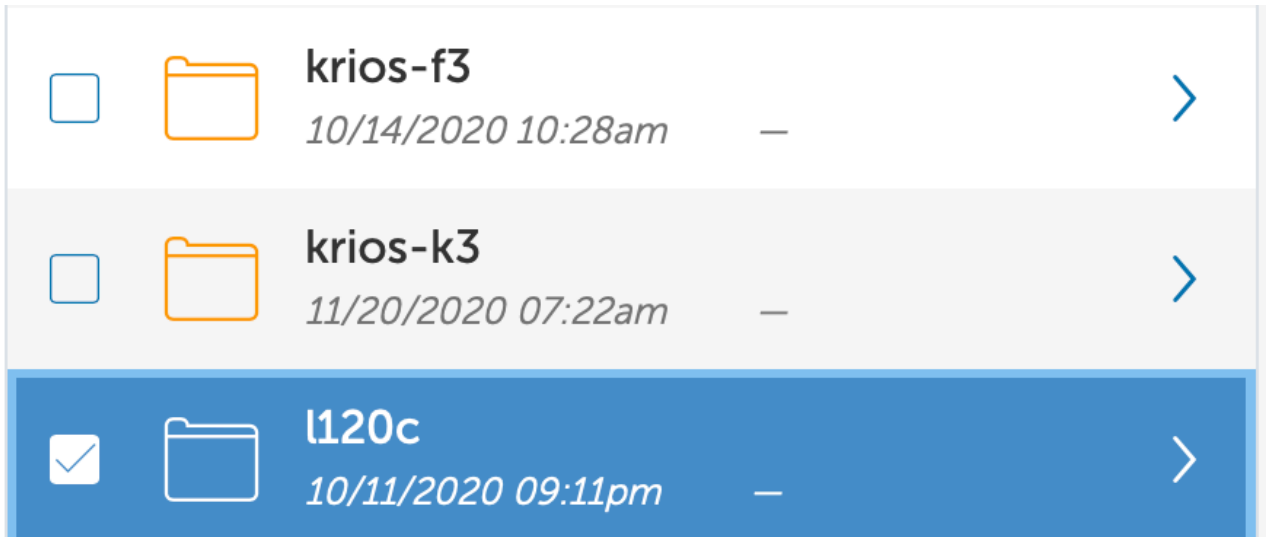 krios-f3
10/14/2020 10:28am —
krios-k3
11/20/2020 07:22am —
l120c
10/11/2020 09:11pm —